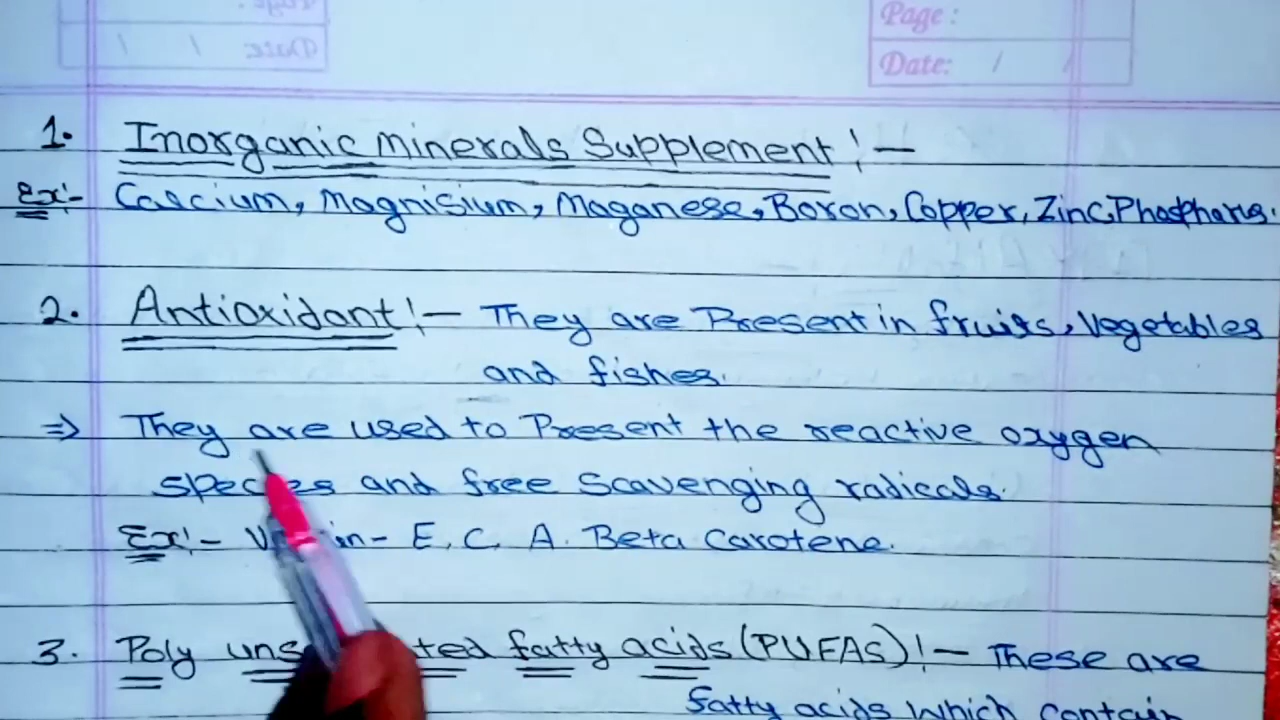 Page :
Date: / /
1. Inorganic minerals Supplement :-
Ex:- Calcium, Magnisium, Maganese, Boron, Copper, Zinc, Phospharus.
2. Antioxidant :- They are Present in fruits, Vegetables
and fishes.
⇒ They are used to Present the reactive oxygen
species and free Scavenging radicals.
Ex:- E, C, A. Beta Carotene.
3. Poly fatty acids (PUFAS) :- These are
fatty acids which contain